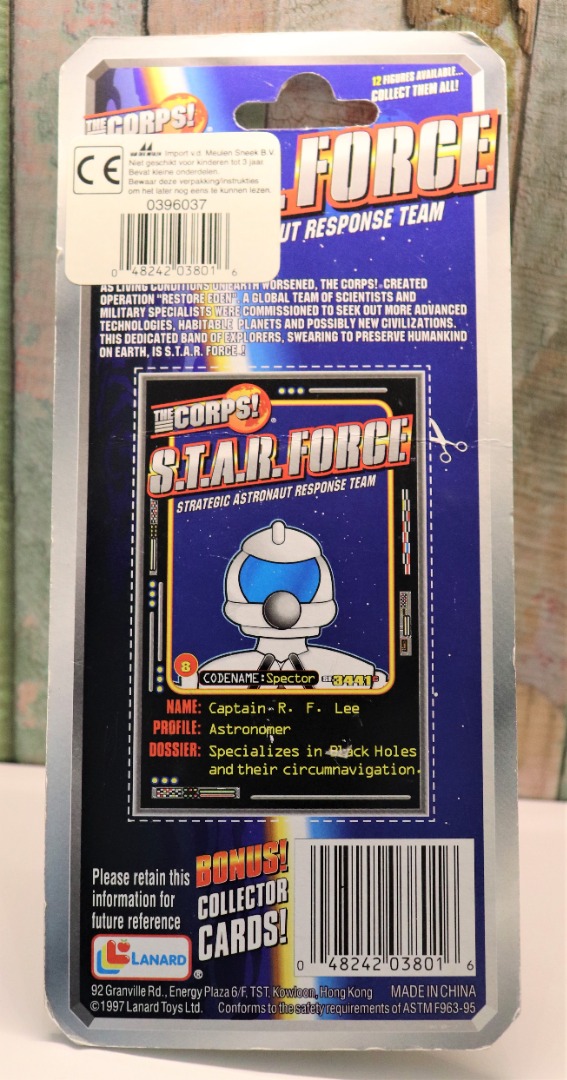 12 FIGURES AVAILABLE...
COLLECT THEM ALL!
THE CORPS!
.R. FORCE
UT RESPONSE TEAM
CE
Import v.d. Meulen Sneek B.V
Niet geschikt voor kinderen tot 3 jaar.
Bevat kleine onderdelen.
Bewaar deze verpakking/instrukties
om het later nog eens te kunnen lezen.
0396037
0 48242 03801 6
AS LIVING CONDITIONS ON EARTH WORSENED, THE CORPS! CREATED
OPERATION "RESTORE EDEN". A GLOBAL TEAM OF SCIENTISTS AND
MILITARY SPECIALISTS WERE COMMISSIONED TO SEEK OUT MORE ADVANCED
TECHNOLOGIES, HABITABLE PLANETS AND POSSIBLY NEW CIVILIZATIONS.
THIS DEDICATED BAND OF EXPLORERS, SWEARING TO PRESERVE HUMANKIND
ON EARTH, IS S.T.A.R. FORCE !
THE CORPS!
S.T.A.R. FORCE
STRATEGIC ASTRONAUT RESPONSE TEAM
8
CODENAME: Spector 3441
NAME: Captain R. F. Lee
PROFILE: Astronomer
DOSSIER: Specializes in Black Holes
and their circumnavigation.
Please retain this
information for
future reference
BONUS!
COLLECTOR
CARDS!
LANARD ®
0 48242 03801 6
92 Granville Rd., Energy Plaza 6/F, TST, Kowloon, Hong Kong MADE IN CHINA
©1997 Lanard Toys Ltd. Conforms to the safety requirements of ASTM F963-95